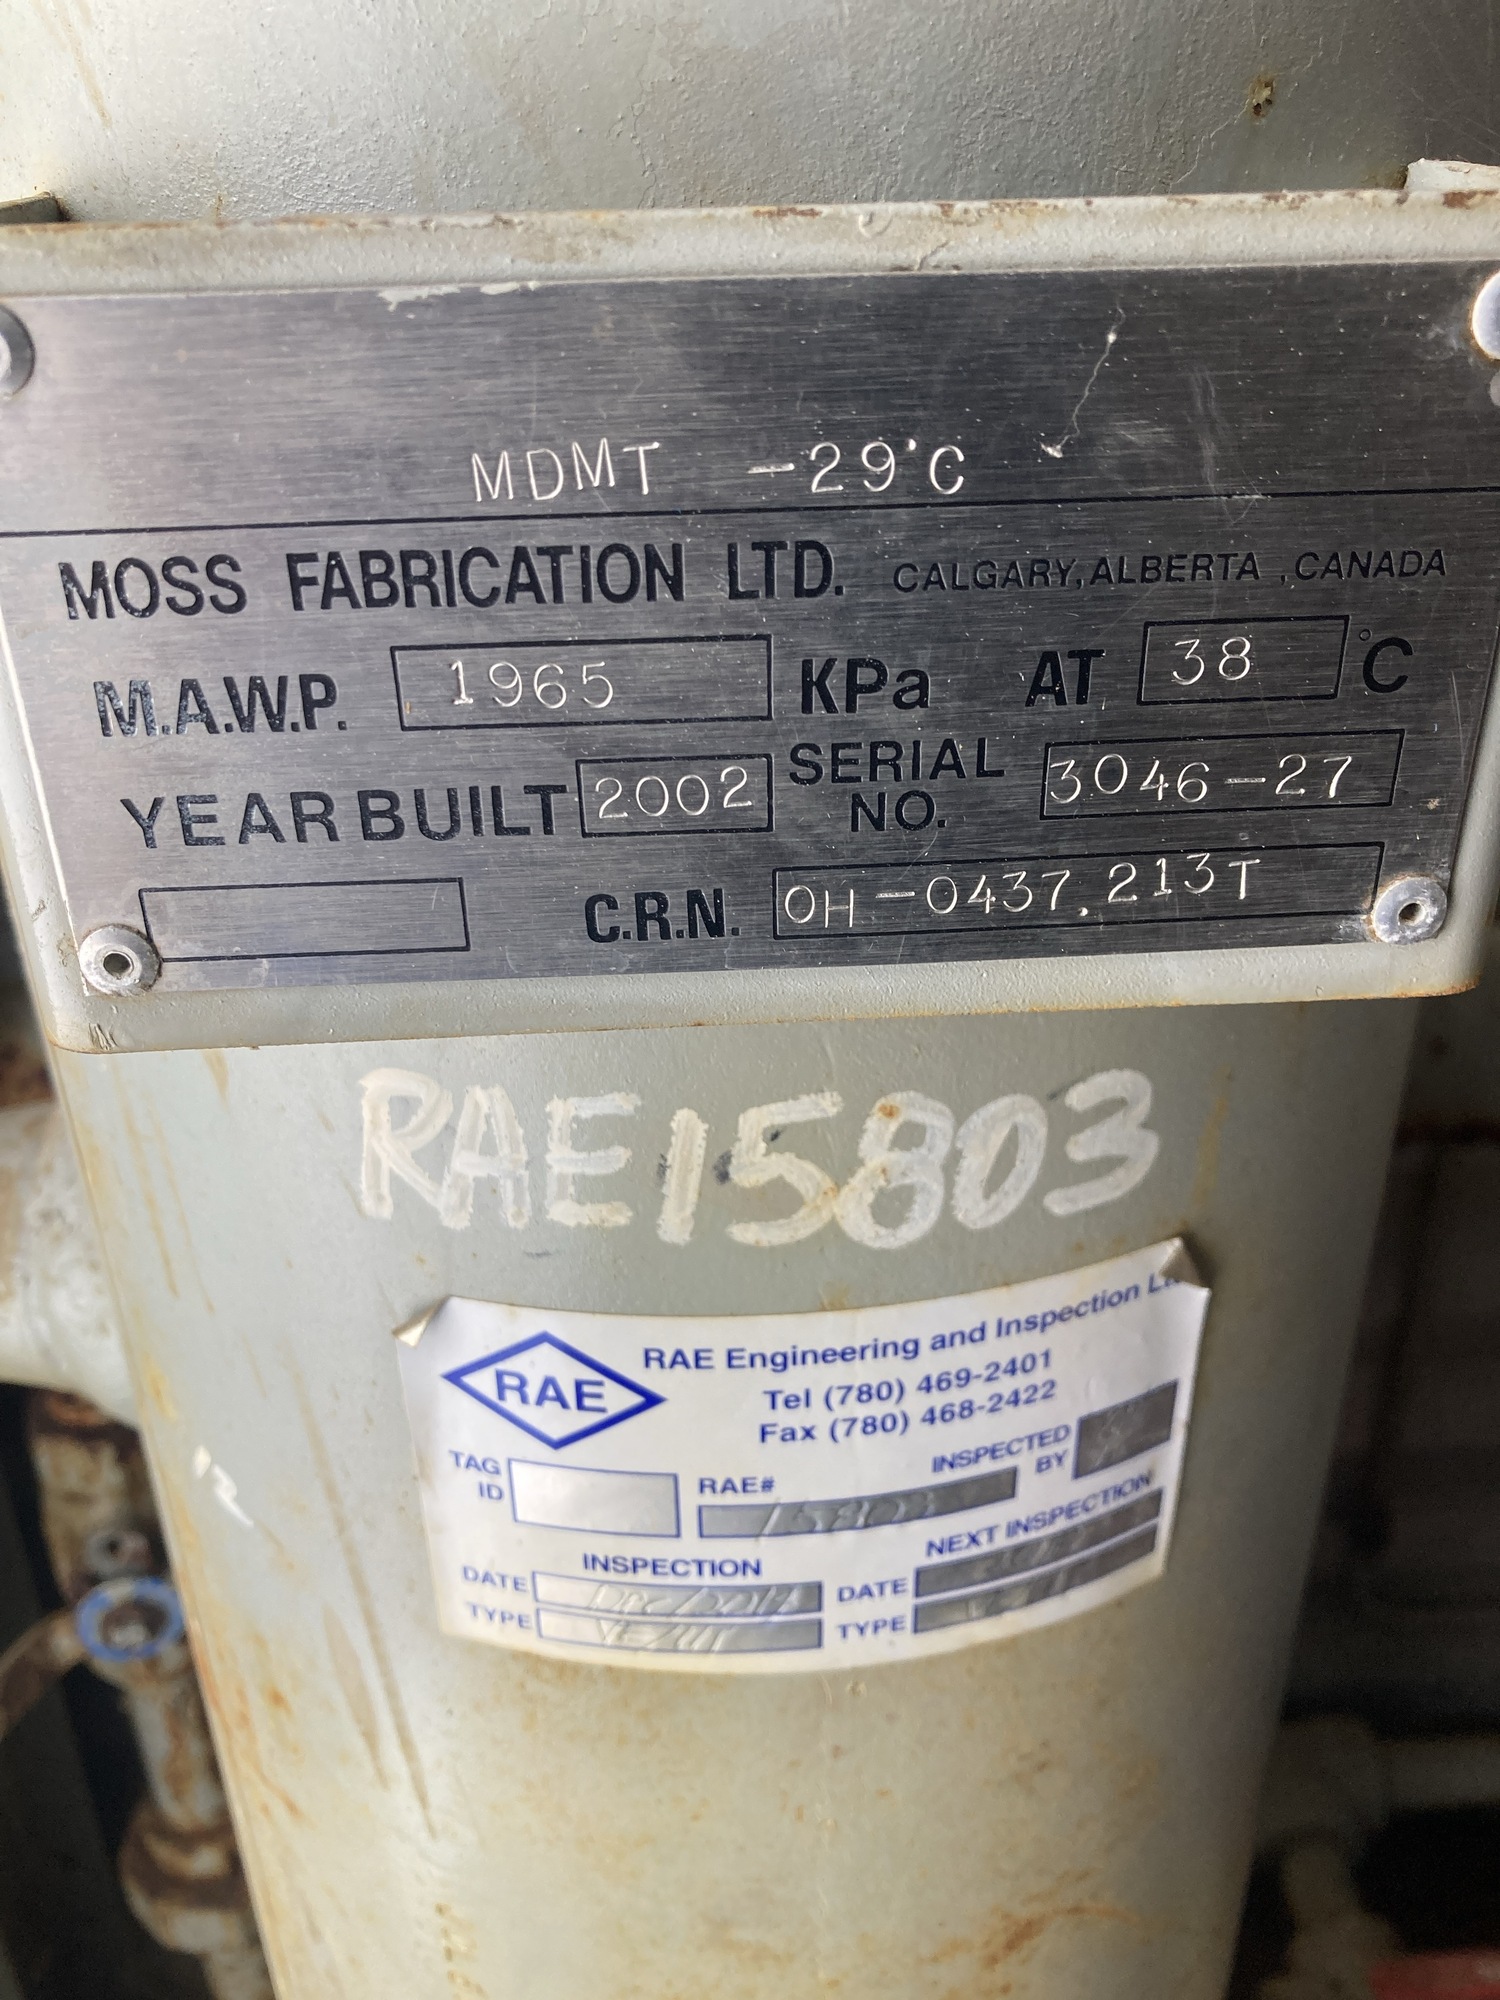 MDMT -29°C
MOSS FABRICATION LTD. CALGARY, ALBERTA, CANADA
M.A.W.P. 1965 KPa AT 38 °C
YEAR BUILT 2002 SERIAL NO. 3046-27
C.R.N. OH-0437.213T
RAE15803
RAE
RAE Engineering and Inspection
Tel (780) 469-2401
Fax (780) 468-2422
TAG ID
RAE# 15803
INSPECTED BY
INSPECTION
DATE
TYPE
NEXT INSPECTION
DATE
TYPE